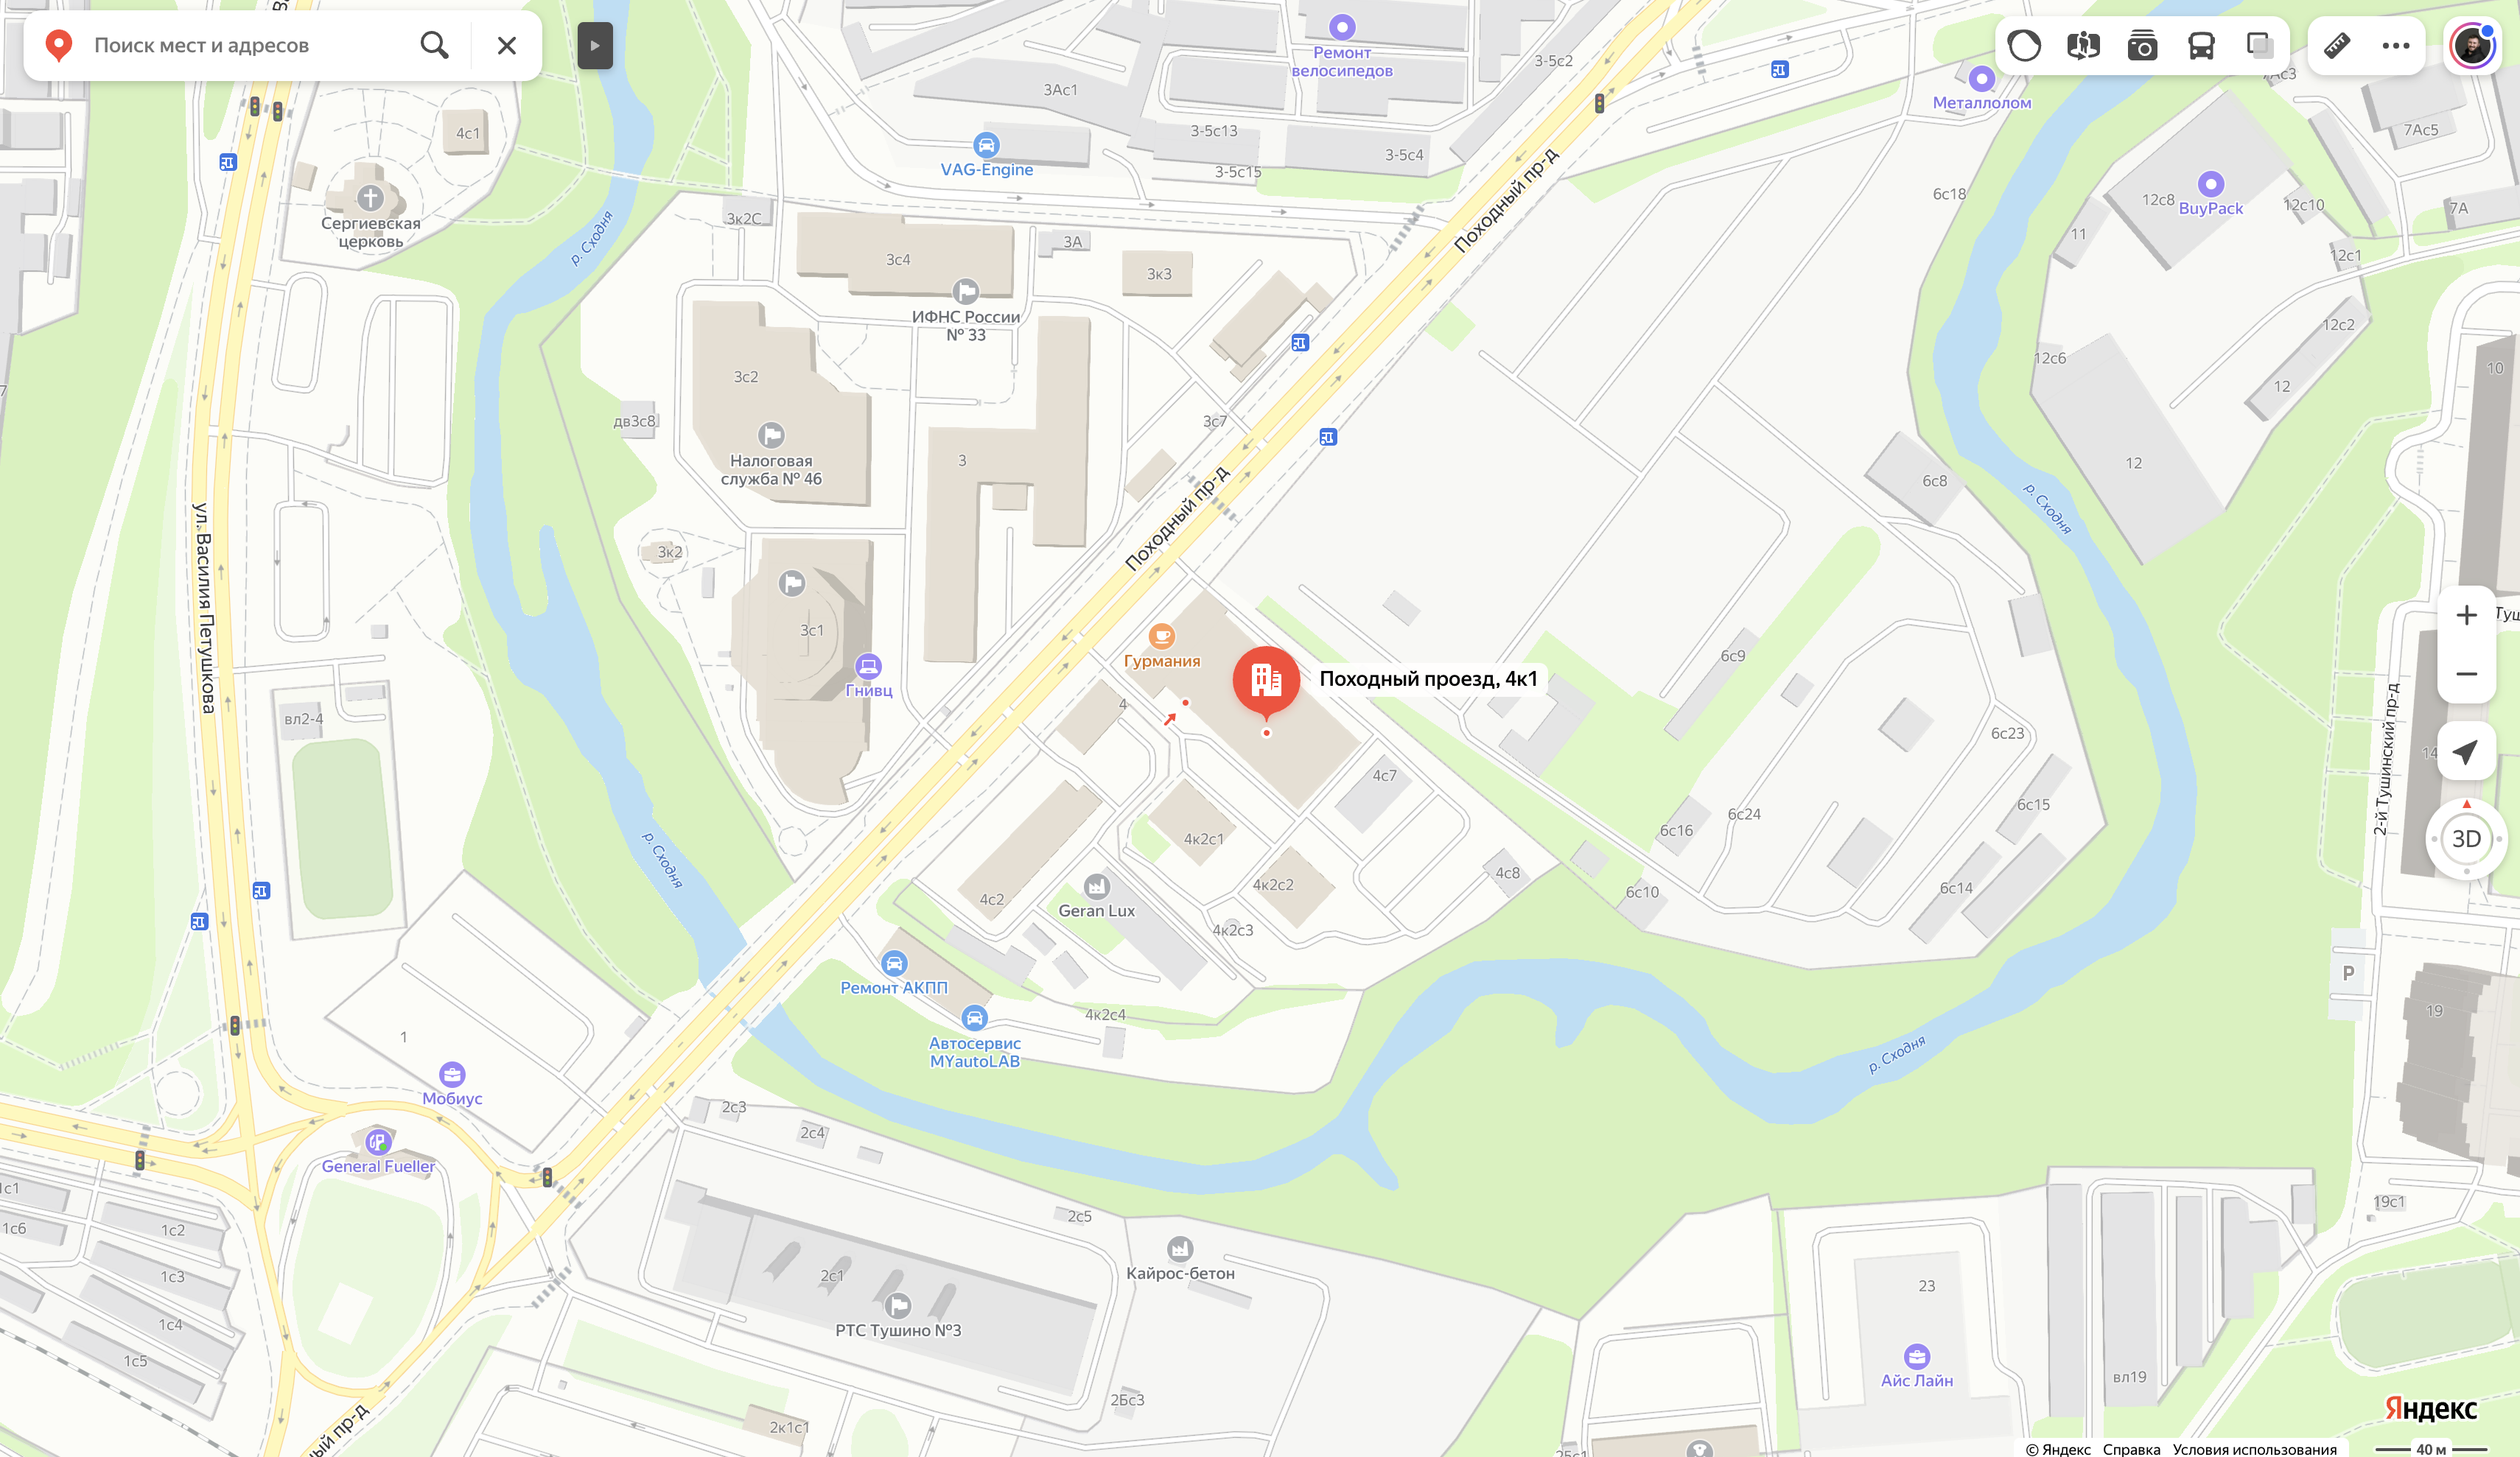 Поиск мест и адресов
Ремонт
велосипедов
3-5с2
3Ас1
Металлолом
7Ас3
4с1
3-5с13
3-5с4
7Ас5
VAG-Engine
3-5с15
Походный пр-д
6с18
12с8
BuyPack
12с10
7А
Сергиевская
церковь
р. Сходня
3к2С
3А
11
3с4
3к3
12с1
ИФНС России
№ 33
12с2
12с6
3с2
12
10
дв3с8
3с7
Налоговая
служба № 46
3
12
6с8
Походный пр-д
р. Сходня
ул. Василия Петушкова
3к2
3с1
Гурмания
6с9
Гнивц
Походный проезд, 4к1
4
вл2-4
6с23
2-й Тушинский пр-д
14
4с7
6с15
6с24
6с16
3D
4к2с1
р. Сходня
4с8
4к2с2
6с14
6с10
4с2
Geran Lux
4к2с3
P
Ремонт АКПП
4к2с4
19
1
Автосервис
MYautoLAB
р. Сходня
Мобиус
2с3
2с4
General Fueller
1с1
1с6
1с2
2с5
19с1
1с3
2с1
Кайрос-бетон
23
1с4
РТС Тушино №3
1с5
Айс Лайн
вл19
2Бс3
2к1с1
ный пр-д
25с1
Яндекс
© Яндекс Справка Условия использования
40 м